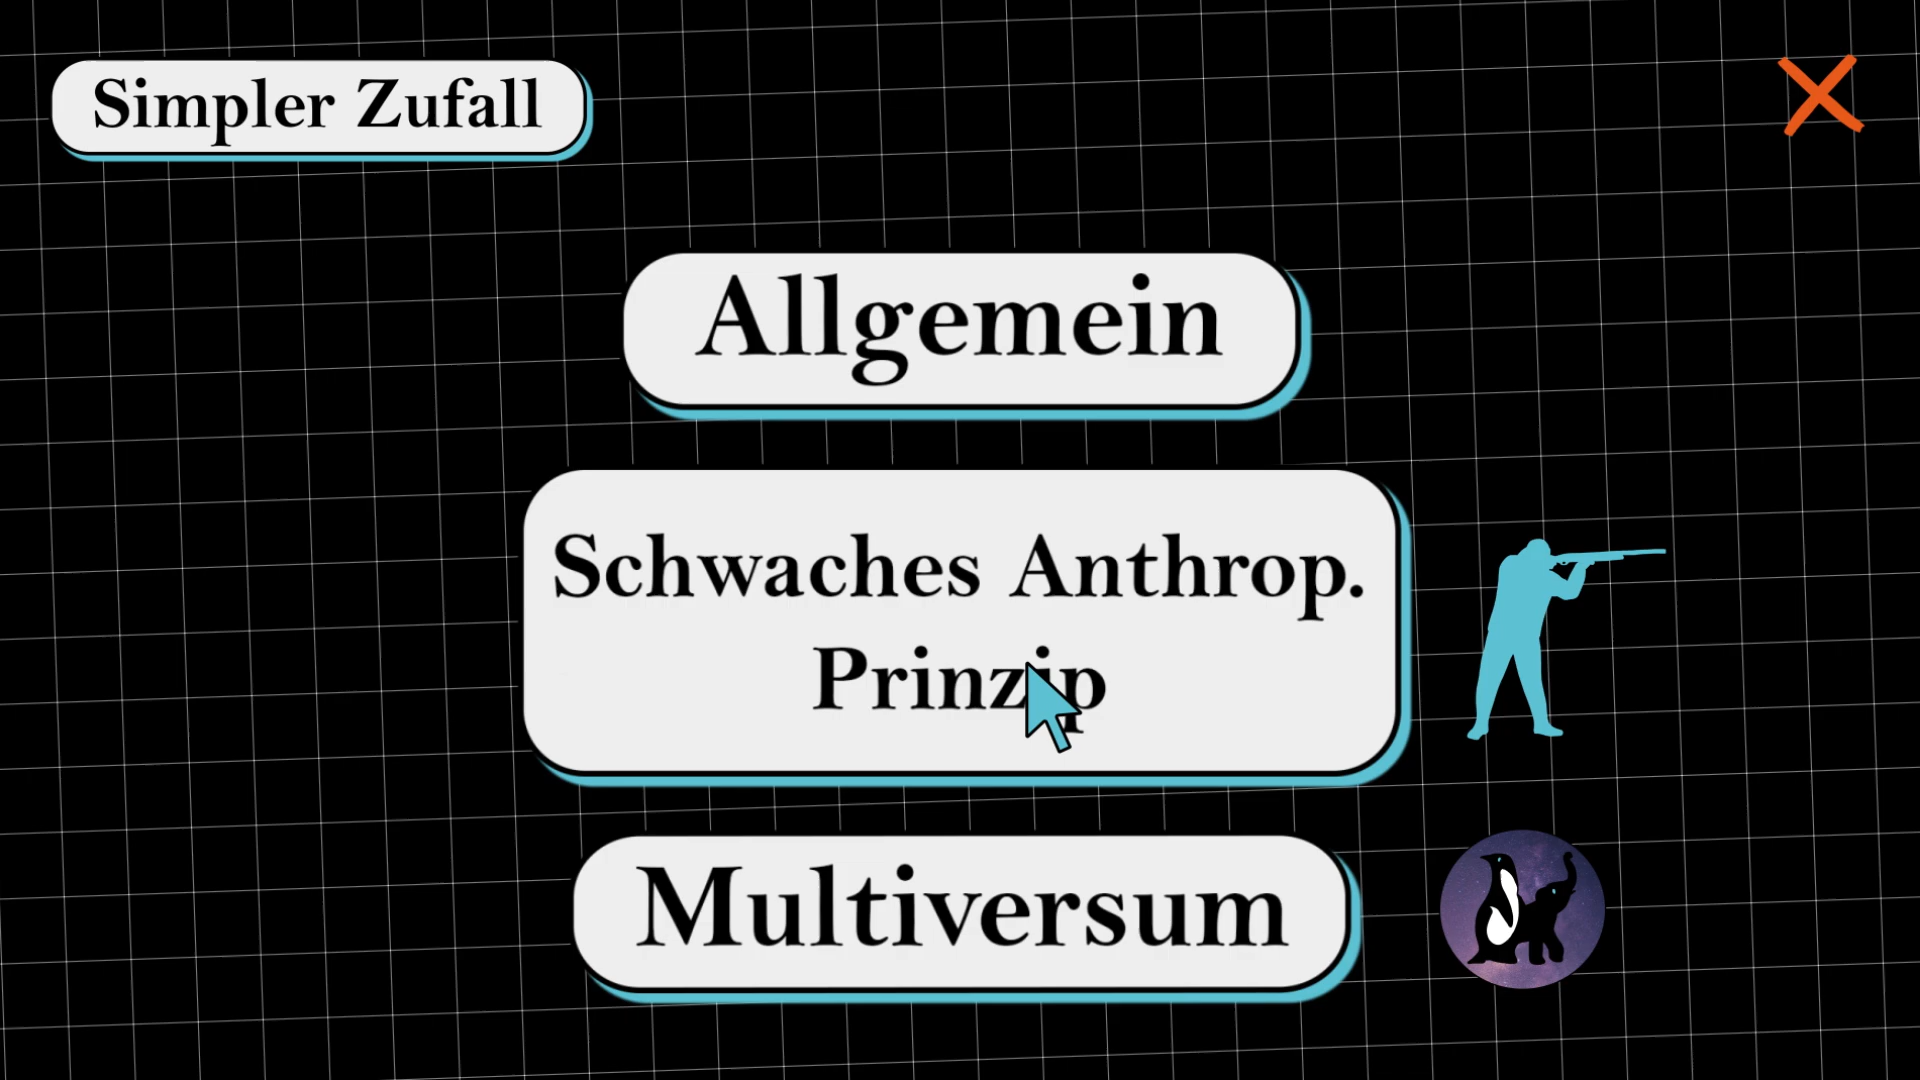 Simpler Zufall
Allgemein
Schwaches Anthrop.
Prinzip
Multiversum